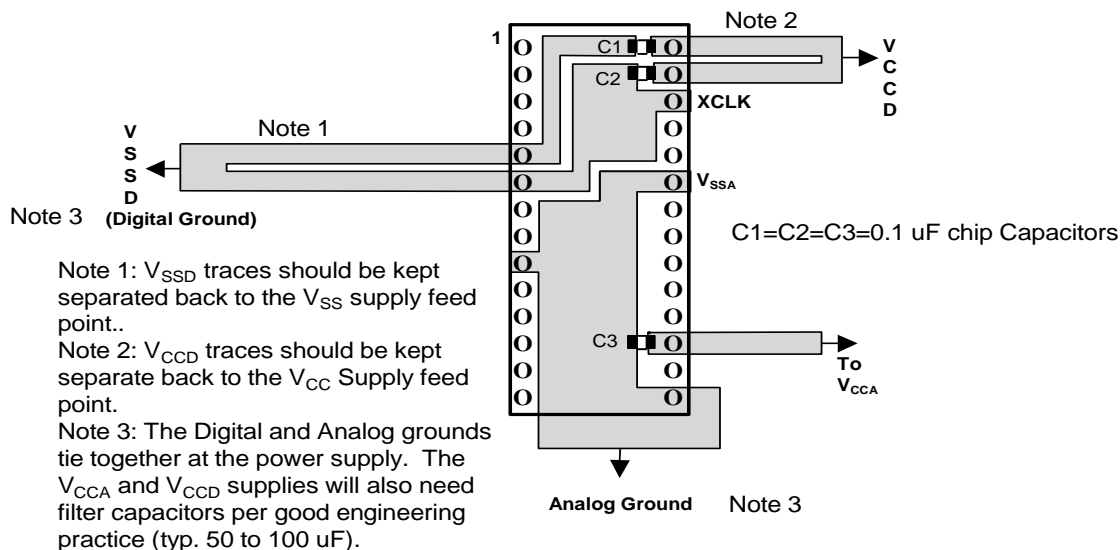 Note 2
1
C1
C2
V
C
C
D
XCLK
Note 1
V
S
S
D
VSSA
Note 3 (Digital Ground)
C1=C2=C3=0.1 uF chip Capacitors
Note 1: VSSD traces should be kept
separated back to the VSS supply feed
point..
Note 2: VCCD traces should be kept
separate back to the VCC Supply feed
point.
Note 3: The Digital and Analog grounds
tie together at the power supply. The
VCCA and VCCD supplies will also need
filter capacitors per good engineering
practice (typ. 50 to 100 uF).
C3
To
VCCA
Analog Ground
Note 3